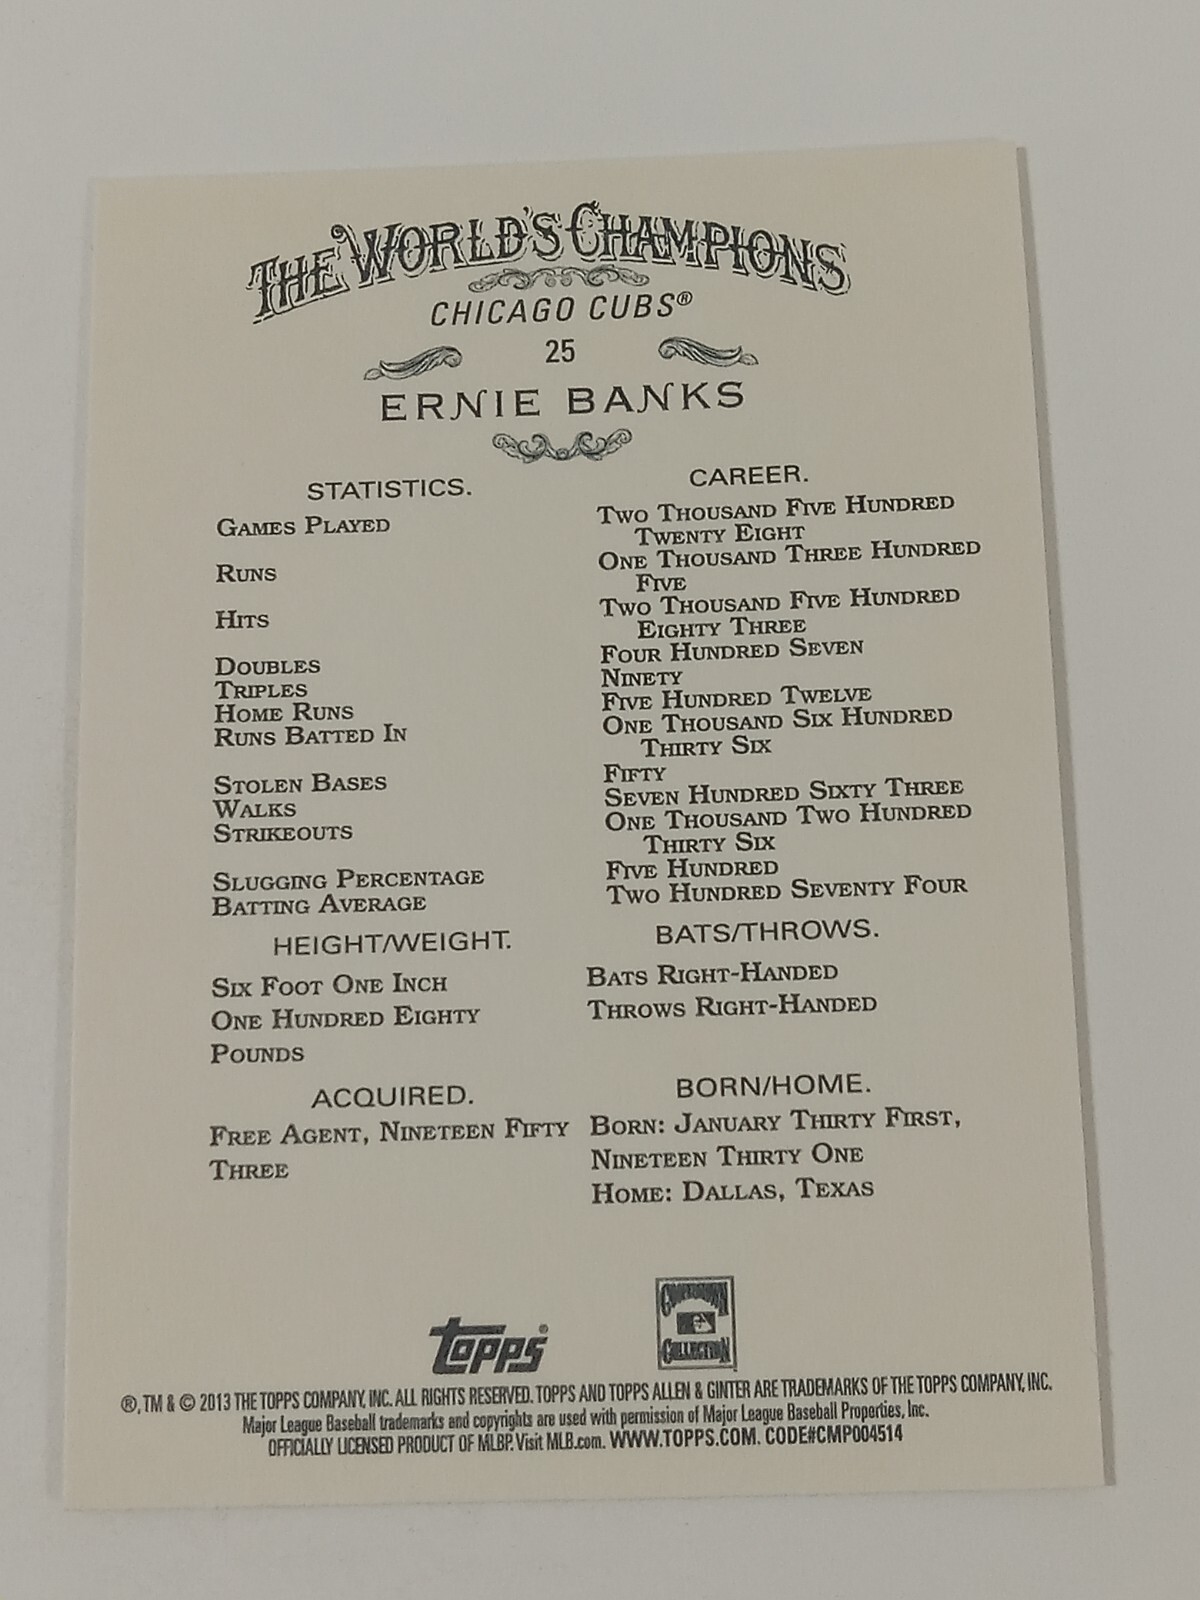 THE WORLD'S CHAMPIONS
CHICAGO CUBS®
25
ERNIE BANKS
STATISTICS. CAREER.
GAMES PLAYED TWO THOUSAND FIVE HUNDRED
TWENTY EIGHT
RUNS ONE THOUSAND THREE HUNDRED
FIVE
HITS TWO THOUSAND FIVE HUNDRED
EIGHTY THREE
DOUBLES FOUR HUNDRED SEVEN
TRIPLES NINETY
HOME RUNS FIVE HUNDRED TWELVE
RUNS BATTED IN ONE THOUSAND SIX HUNDRED
THIRTY SIX
STOLEN BASES FIFTY
WALKS SEVEN HUNDRED SIXTY THREE
STRIKEOUTS ONE THOUSAND TWO HUNDRED
THIRTY SIX
SLUGGING PERCENTAGE FIVE HUNDRED
BATTING AVERAGE TWO HUNDRED SEVENTY FOUR
HEIGHT/WEIGHT.
SIX FOOT ONE INCH
ONE HUNDRED EIGHTY
POUNDS
BATS/THROWS.
BATS RIGHT-HANDED
THROWS RIGHT-HANDED
ACQUIRED.
FREE AGENT, NINETEEN FIFTY
THREE
BORN/HOME.
BORN: JANUARY THIRTY FIRST,
NINETEEN THIRTY ONE
HOME: DALLAS, TEXAS
topps®
COOPERSTOWN
COLLECTION
®, TM & © 2013 THE TOPPS COMPANY, INC. ALL RIGHTS RESERVED. TOPPS AND TOPPS ALLEN & GINTER ARE TRADEMARKS OF THE TOPPS COMPANY, INC.
Major League Baseball trademarks and copyrights are used with permission of Major League Baseball Properties, Inc.
OFFICIALLY LICENSED PRODUCT OF MLBP. Visit MLB.com. WWW.TOPPS.COM. CODE#CMP004514